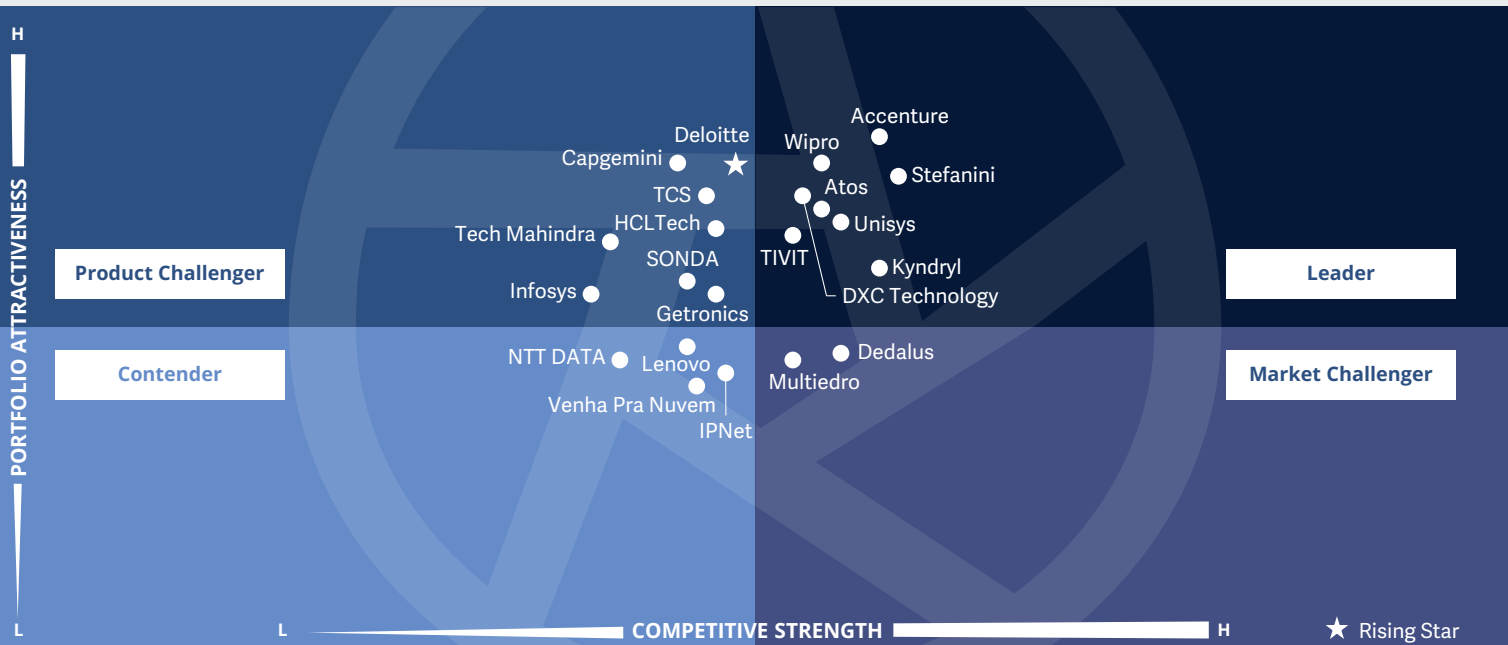 H
PORTFOLIO ATTRACTIVENESS
L
Product Challenger
Contender
Deloitte
Capgemini
TCS
HCLTech
Tech Mahindra
SONDA
Infosys
Getronics
NTT DATA
Lenovo
Venha Pra Nuvem
IPNet
Accenture
Wipro
Stefanini
Atos
Unisys
TIVIT
Kyndryl
DXC Technology
Dedalus
Multiedro
Leader
Market Challenger
L
COMPETITIVE STRENGTH
H
Rising Star